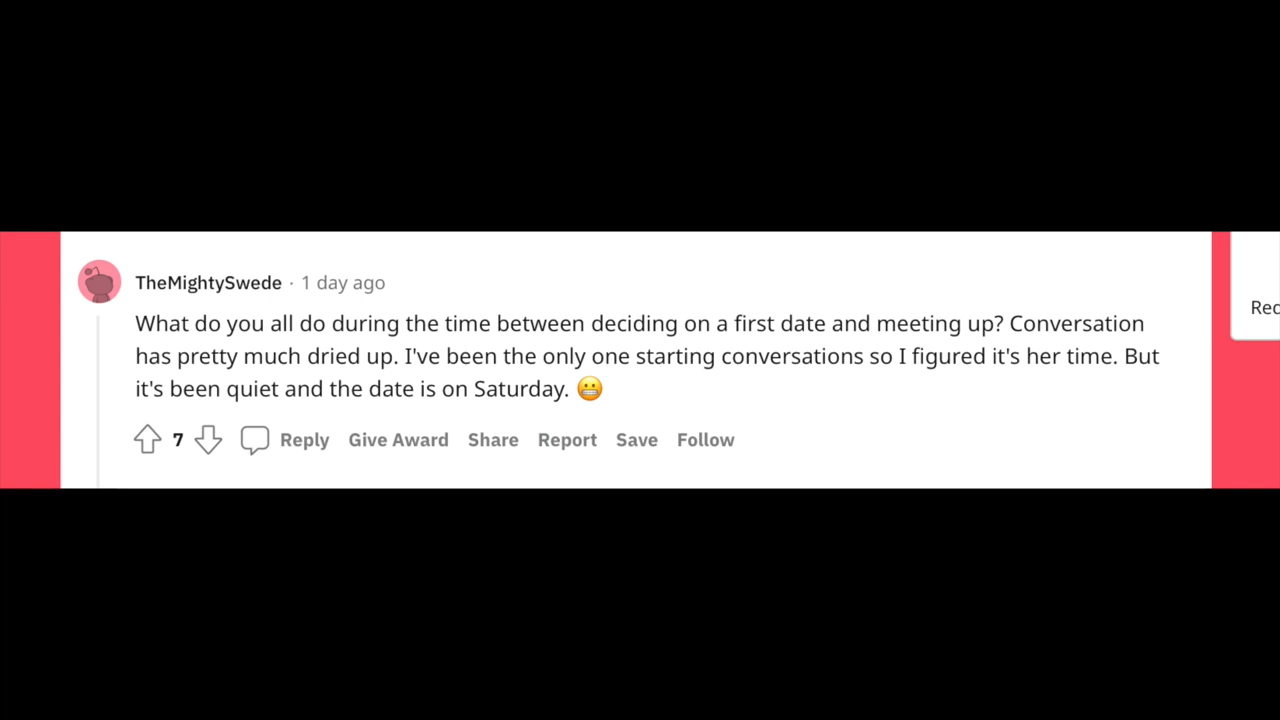 TheMightySwede · 1 day ago
What do you all do during the time between deciding on a first date and meeting up? Conversation
has pretty much dried up. I've been the only one starting conversations so I figured it's her time. But
it's been quiet and the date is on Saturday. 😬
7 Reply Give Award Share Report Save Follow